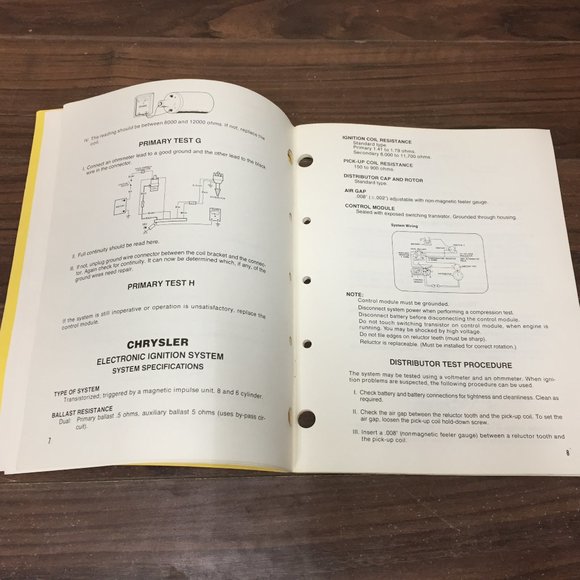 IV. The reading should be between 8000 and 12000 ohms. If not, replace the
coil.
PRIMARY TEST G
I. Connect an ohmmeter lead to a good ground and the other lead to the black
wire in the connector.
II. Full continuity should be read here.
II. If not, unplug ground wire connector between the coil bracket and the connec-
tor. Again check for continuity. It can now be determined which, if any, of the
ground wires need repair.
PRIMARY TEST H
If the system is still inoperative or operation is unsatisfactory, replace the
control module.
CHRYSLER
ELECTRONIC IGNITION SYSTEM
SYSTEM SPECIFICATIONS
TYPE OF SYSTEM
Transistorized; triggered by a magnetic impulse unit; 8 and 6 cylinder.
BALLAST RESISTANCE
Dual: Primary ballast .5 ohms, auxiliary ballast 5 ohms (uses by-pass cir-
cuit).
7
IGNITION COIL RESISTANCE
Standard type
Primary 1.41 to 1.79 ohms
Secondary 8,000 to 11,700 ohms
PICK-UP COIL RESISTANCE
150 to 900 ohms.
DISTRIBUTOR CAP AND ROTOR
Standard type.
AIR GAP
.008" (± .002") adjustable with non-magnetic feeler gauge.
CONTROL MODULE
Sealed with exposed switching transistor. Grounded through housing.
System Wiring
NOTE:
Control module must be grounded.
Disconnect system power when performing a compression test.
Disconnect battery before disconnecting the control module.
Do not touch switching transistor on control module, when engine is
running. You may be shocked by high voltage.
Do not file edges on reluctor teeth (must be sharp).
Reluctor is replaceable. (Must be installed for correct rotation.)
DISTRIBUTOR TEST PROCEDURE
The system may be tested using a voltmeter and an ohmmeter. When igni-
tion problems are suspected, the following procedure can be used.
I. Check battery and battery connections for tightness and cleanliness. Clean as
required.
II. Check the air gap between the reluctor tooth and the pick-up coil. To set the
air gap, loosen the pick-up coil hold-down screw.
III. Insert a .008" (nonmagnetic feeler gauge) between a reluctor tooth and
the pick-up coil.
8